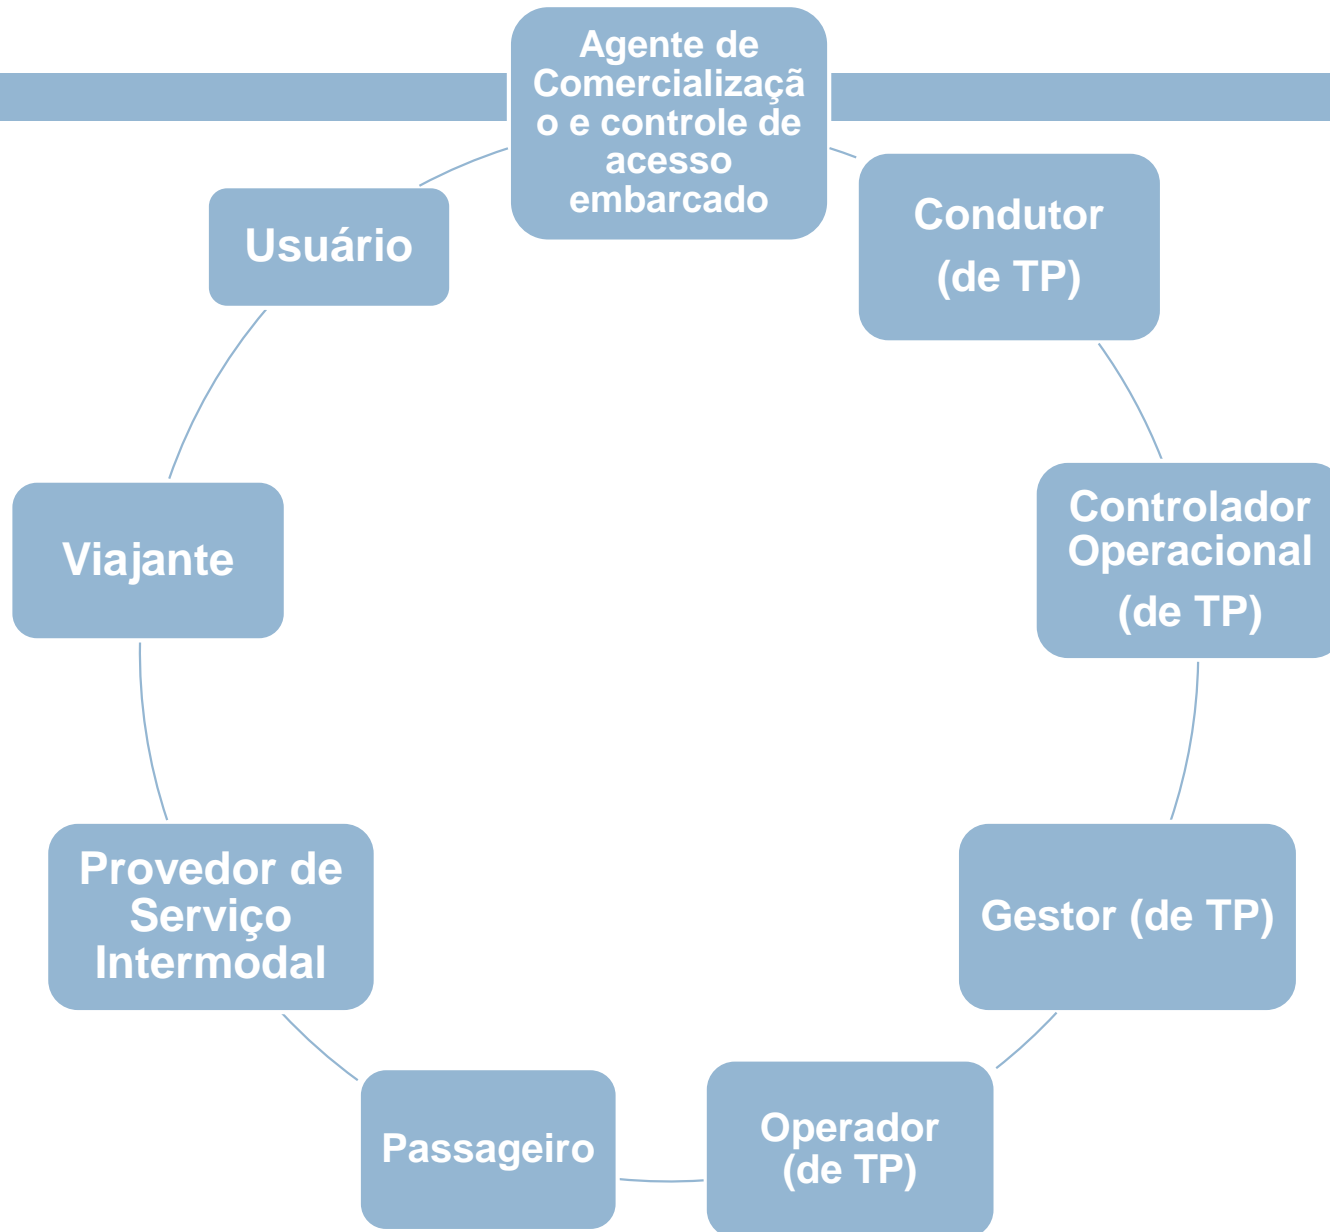 Agente de
Comercializaçã
o e controle de
acesso
embarcado
Condutor
(de TP)
Controlador
Operacional
(de TP)
Gestor (de TP)
Operador
(de TP)
Passageiro
Provedor de
Serviço
Intermodal
Viajante
Usuário